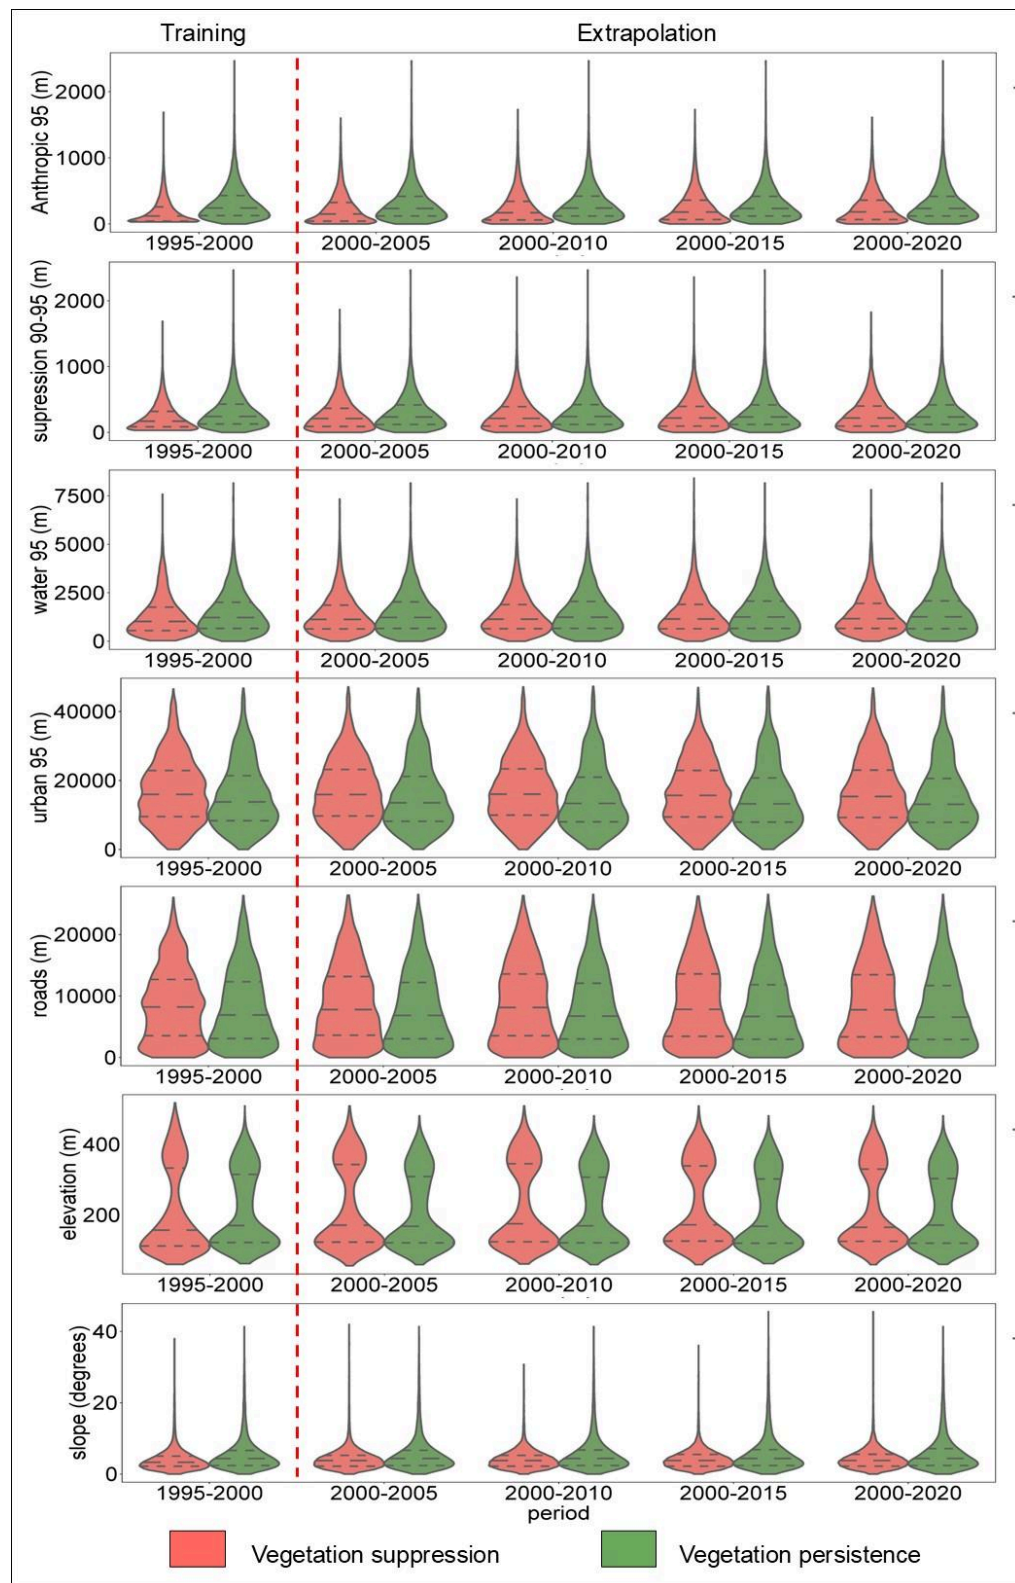 Training Extrapolation
Anthropic 95 (m)
2000
1000
0
1995-2000 2000-2005 2000-2010 2000-2015 2000-2020
supression 90-95 (m)
2000
1000
0
1995-2000 2000-2005 2000-2010 2000-2015 2000-2020
water 95 (m)
7500
5000
2500
0
1995-2000 2000-2005 2000-2010 2000-2015 2000-2020
urban 95 (m)
40000
20000
0
1995-2000 2000-2005 2000-2010 2000-2015 2000-2020
roads (m)
20000
10000
0
1995-2000 2000-2005 2000-2010 2000-2015 2000-2020
elevation (m)
400
200
1995-2000 2000-2005 2000-2010 2000-2015 2000-2020
slope (degrees)
40
20
0
1995-2000 2000-2005 2000-2010 2000-2015 2000-2020
period
Vegetation suppression Vegetation persistence